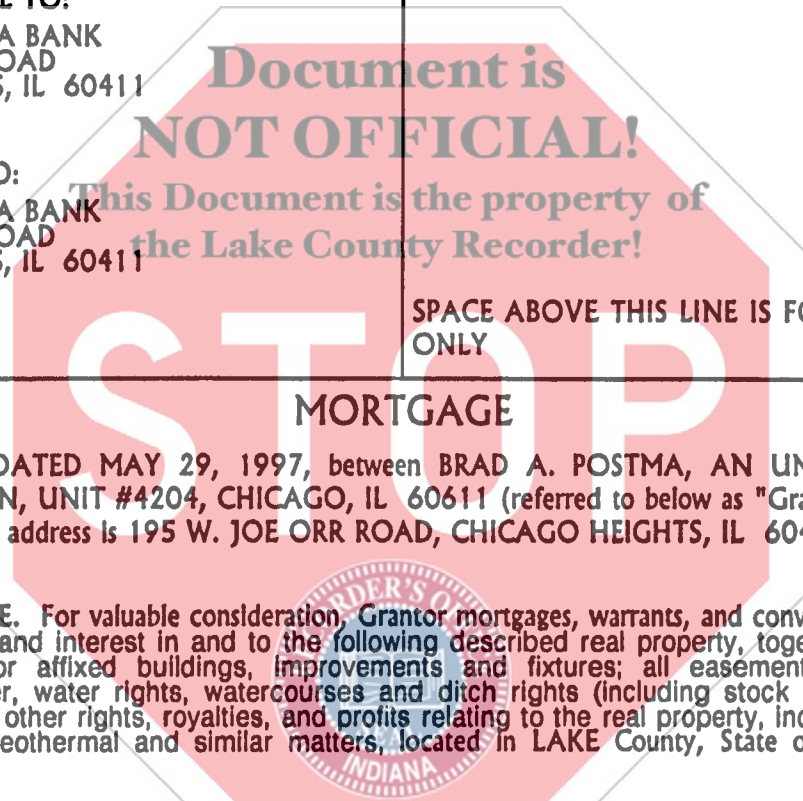 E TO:
A BANK
OAD
S, IL 60411
Document is
NOT OFFICIAL!
This Document is the property of
the Lake County Recorder!
O:
A BANK
OAD
S, IL 60411
STOP
SPACE ABOVE THIS LINE IS FO
ONLY
MORTGAGE
DATED MAY 29, 1997, between BRAD A. POSTMA, AN UN
N, UNIT #4204, CHICAGO, IL 60611 (referred to below as "Gra
address is 195 W. JOE ORR ROAD, CHICAGO HEIGHTS, IL 604
E. For valuable consideration, Grantor mortgages, warrants, and conv
and interest in and to the following described real property, toge
or affixed buildings, improvements and fixtures; all easement
er, water rights, watercourses and ditch rights (including stock
other rights, royalties, and profits relating to the real property, inc
eothermal and similar matters, located in LAKE County, State o
INDIANA